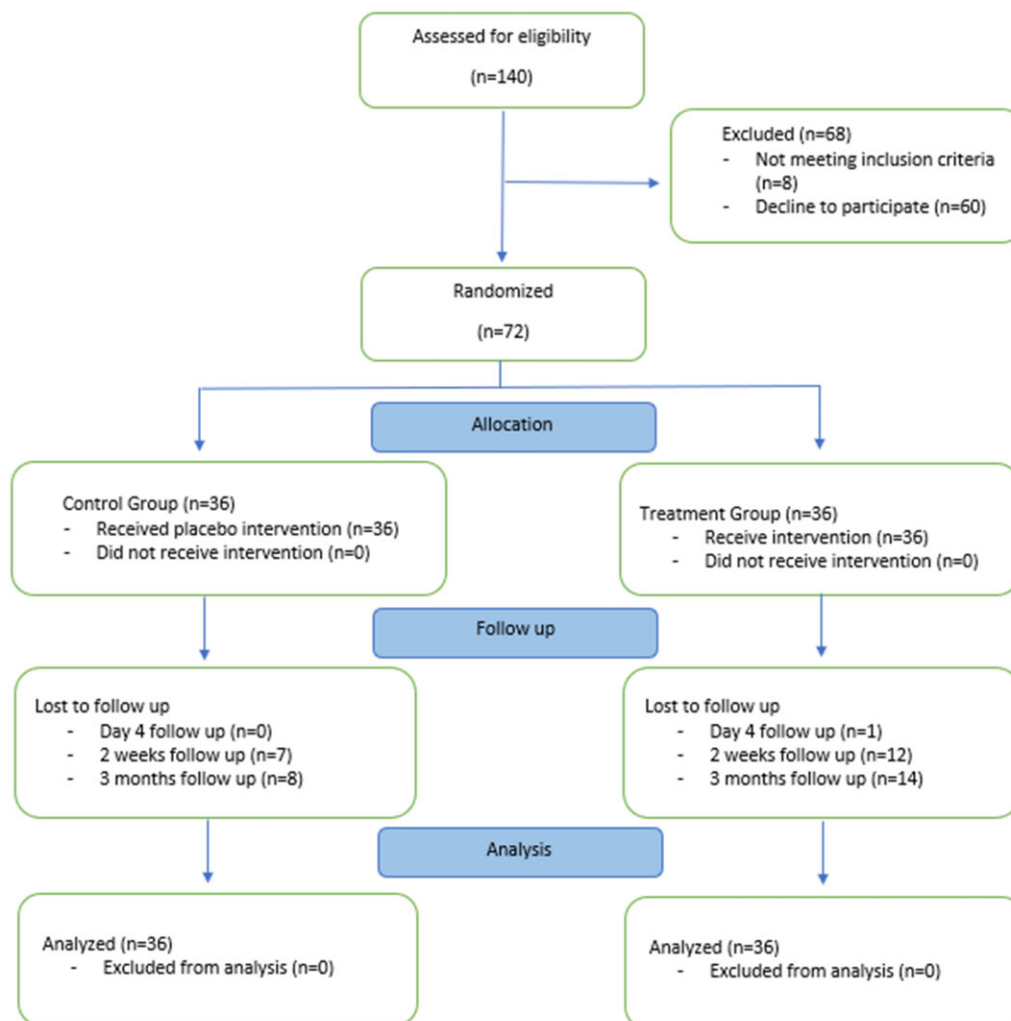 Assessed for eligibility
(n=140)
Excluded (n=68)
- Not meeting inclusion criteria
(n=8)
- Decline to participate (n=60)
Randomized
(n=72)
Allocation
Control Group (n=36)
- Received placebo intervention (n=36)
- Did not receive intervention (n=0)
Treatment Group (n=36)
- Receive intervention (n=36)
- Did not receive intervention (n=0)
Follow up
Lost to follow up
- Day 4 follow up (n=0)
- 2 weeks follow up (n=7)
- 3 months follow up (n=8)
Lost to follow up
- Day 4 follow up (n=1)
- 2 weeks follow up (n=12)
- 3 months follow up (n=14)
Analysis
Analyzed (n=36)
- Excluded from analysis (n=0)
Analyzed (n=36)
- Excluded from analysis (n=0)